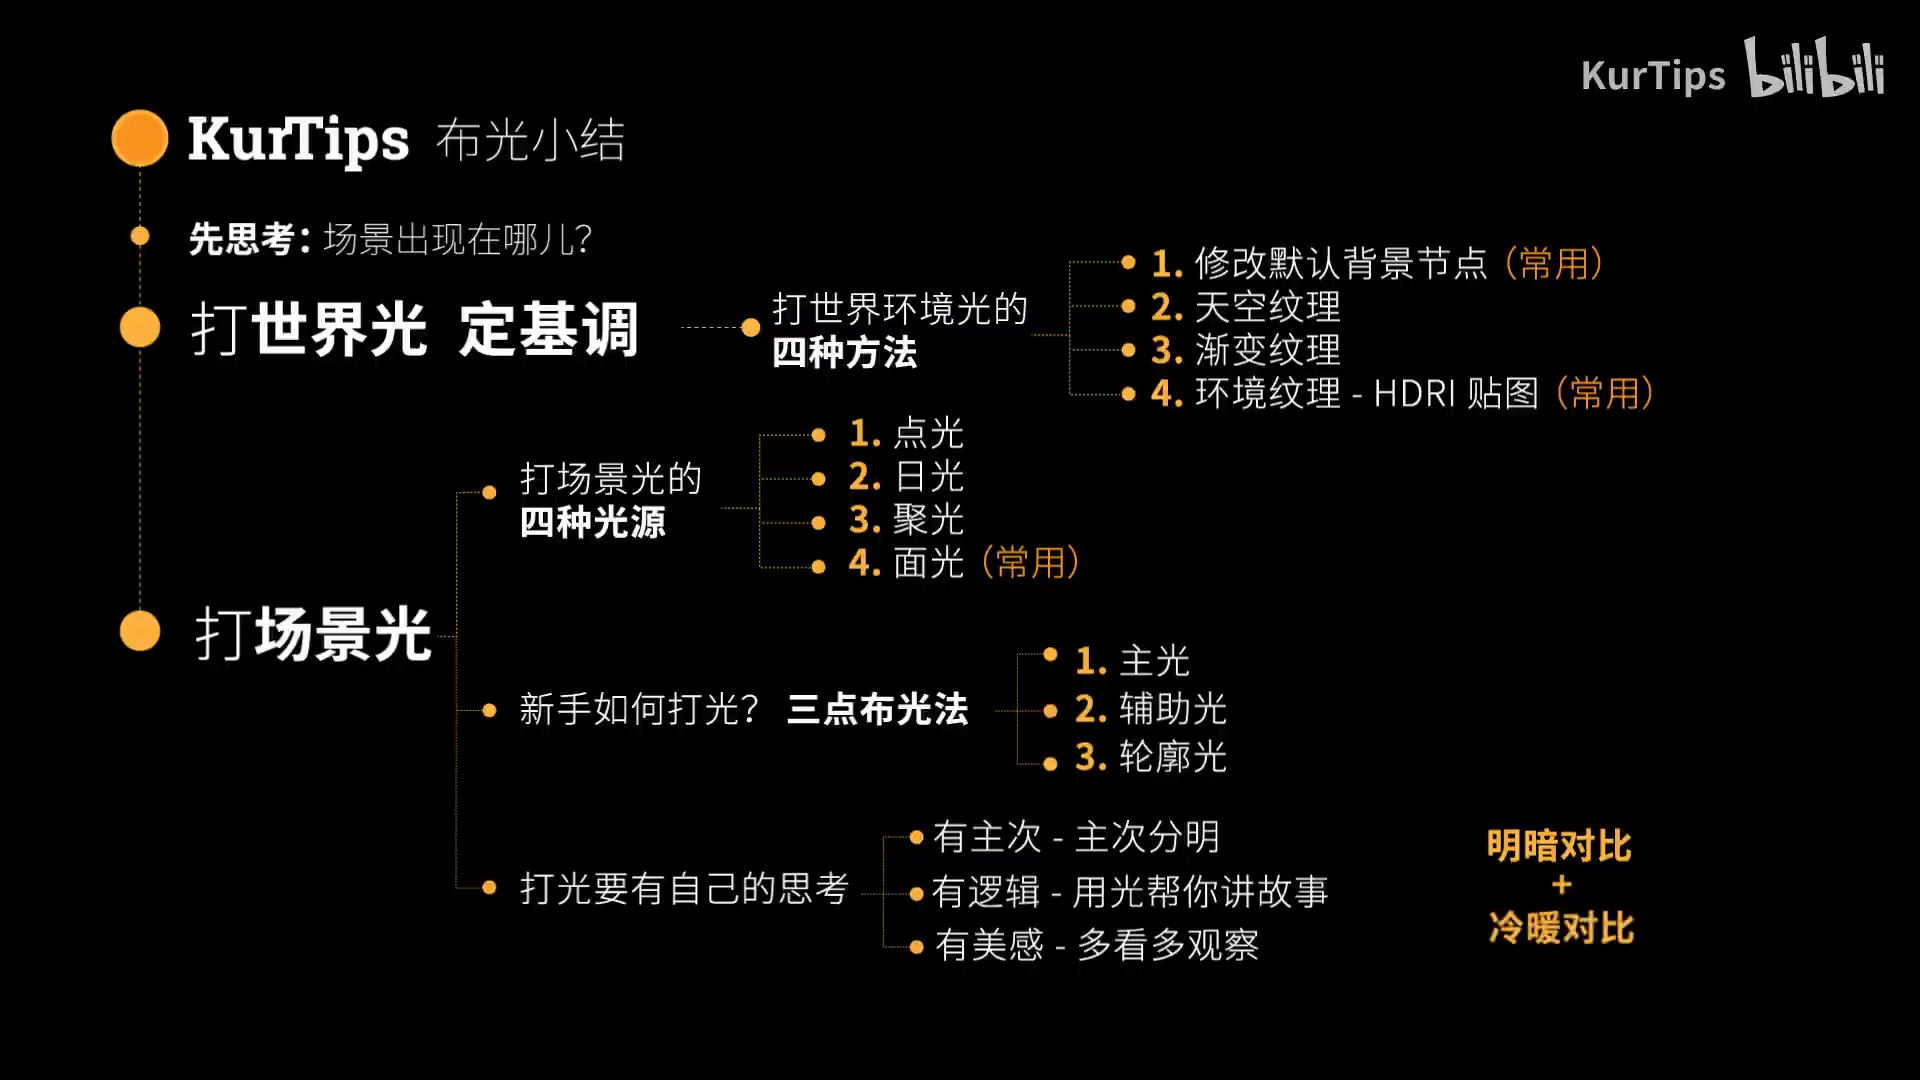 KurTips bilibili
KurTips 布光小结
先思考：场景出现在哪儿？
打世界光 定基调
打世界环境光的
四种方法
1. 修改默认背景节点（常用）
2. 天空纹理
3. 渐变纹理
4. 环境纹理 - HDRI 贴图（常用）
打场景光
打场景光的
四种光源
1. 点光
2. 日光
3. 聚光
4. 面光（常用）
新手如何打光？ 三点布光法
1. 主光
2. 辅助光
3. 轮廓光
打光要有自己的思考
有主次 - 主次分明
有逻辑 - 用光帮你讲故事
有美感 - 多看多观察
明暗对比
+
冷暖对比